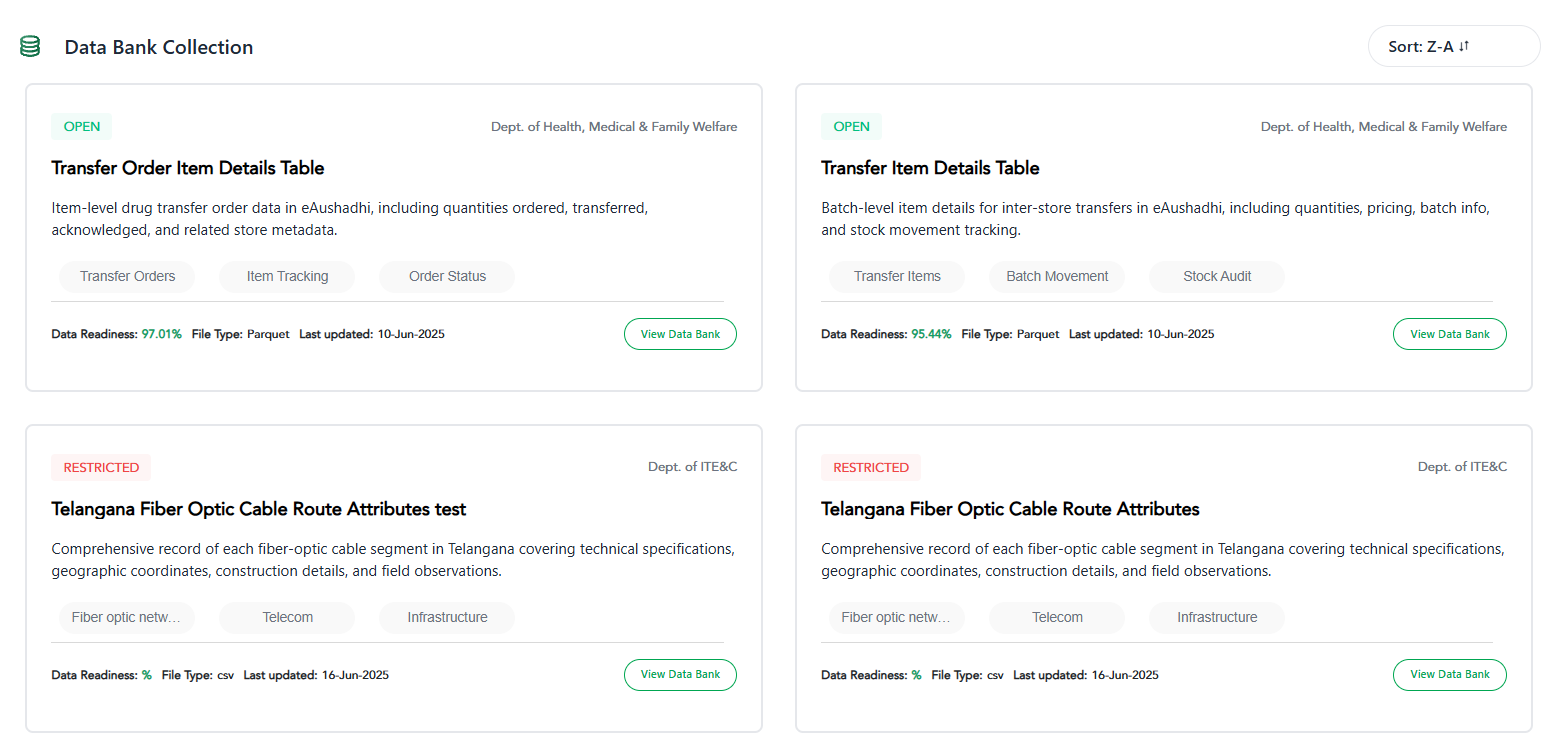 Data Bank Collection
Sort: Z-A
OPEN
Dept. of Health, Medical & Family Welfare
Transfer Order Item Details Table
Item-level drug transfer order data in eAushadhi, including quantities ordered, transferred,
acknowledged, and related store metadata.
Transfer Orders
Item Tracking
Order Status
Data Readiness: 97.01% File Type: Parquet Last updated: 10-Jun-2025
View Data Bank
OPEN
Dept. of Health, Medical & Family Welfare
Transfer Item Details Table
Batch-level item details for inter-store transfers in eAushadhi, including quantities, pricing, batch info,
and stock movement tracking.
Transfer Items
Batch Movement
Stock Audit
Data Readiness: 95.44% File Type: Parquet Last updated: 10-Jun-2025
View Data Bank
RESTRICTED
Dept. of ITE&C
Telangana Fiber Optic Cable Route Attributes test
Comprehensive record of each fiber-optic cable segment in Telangana covering technical specifications,
geographic coordinates, construction details, and field observations.
Fiber optic netw...
Telecom
Infrastructure
Data Readiness: % File Type: csv Last updated: 16-Jun-2025
View Data Bank
RESTRICTED
Dept. of ITE&C
Telangana Fiber Optic Cable Route Attributes
Comprehensive record of each fiber-optic cable segment in Telangana covering technical specifications,
geographic coordinates, construction details, and field observations.
Fiber optic netw...
Telecom
Infrastructure
Data Readiness: % File Type: csv Last updated: 16-Jun-2025
View Data Bank